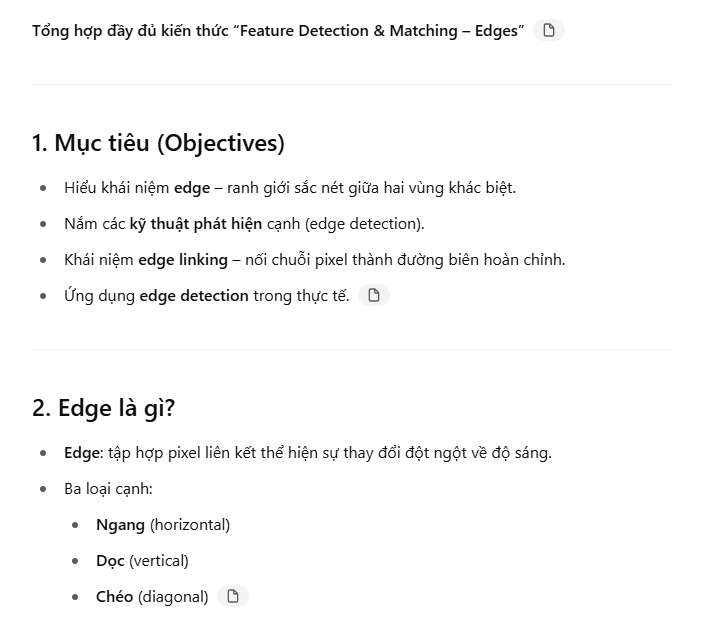 Tổng hợp đầy đủ kiến thức “Feature Detection & Matching – Edges”
1. Mục tiêu (Objectives)
Hiểu khái niệm edge – ranh giới sắc nét giữa hai vùng khác biệt.
Nắm các kỹ thuật phát hiện cạnh (edge detection).
Khái niệm edge linking – nối chuỗi pixel thành đường biên hoàn chỉnh.
Ứng dụng edge detection trong thực tế.
2. Edge là gì?
Edge: tập hợp pixel liên kết thể hiện sự thay đổi đột ngột về độ sáng.
Ba loại cạnh:
Ngang (horizontal)
Dọc (vertical)
Chéo (diagonal)